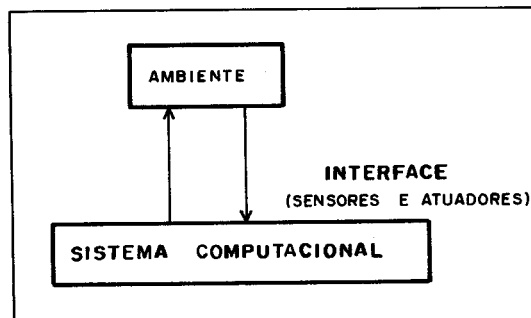 AMBIENTE
INTERFACE
(SENSORES E ATUADORES)
SISTEMA COMPUTACIONAL